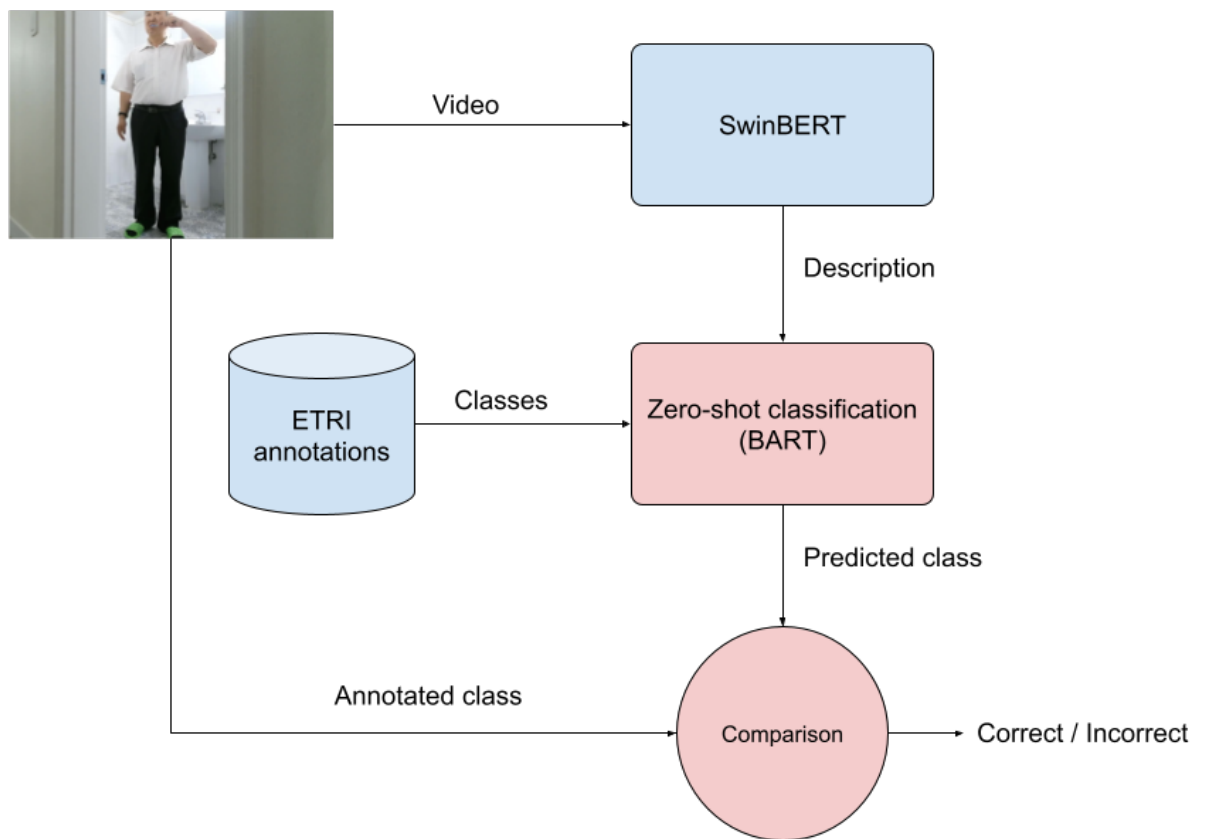 Video
SwinBERT
Description
ETRI
annotations
Classes
Zero-shot classification
(BART)
Predicted class
Annotated class
Comparison
Correct / Incorrect